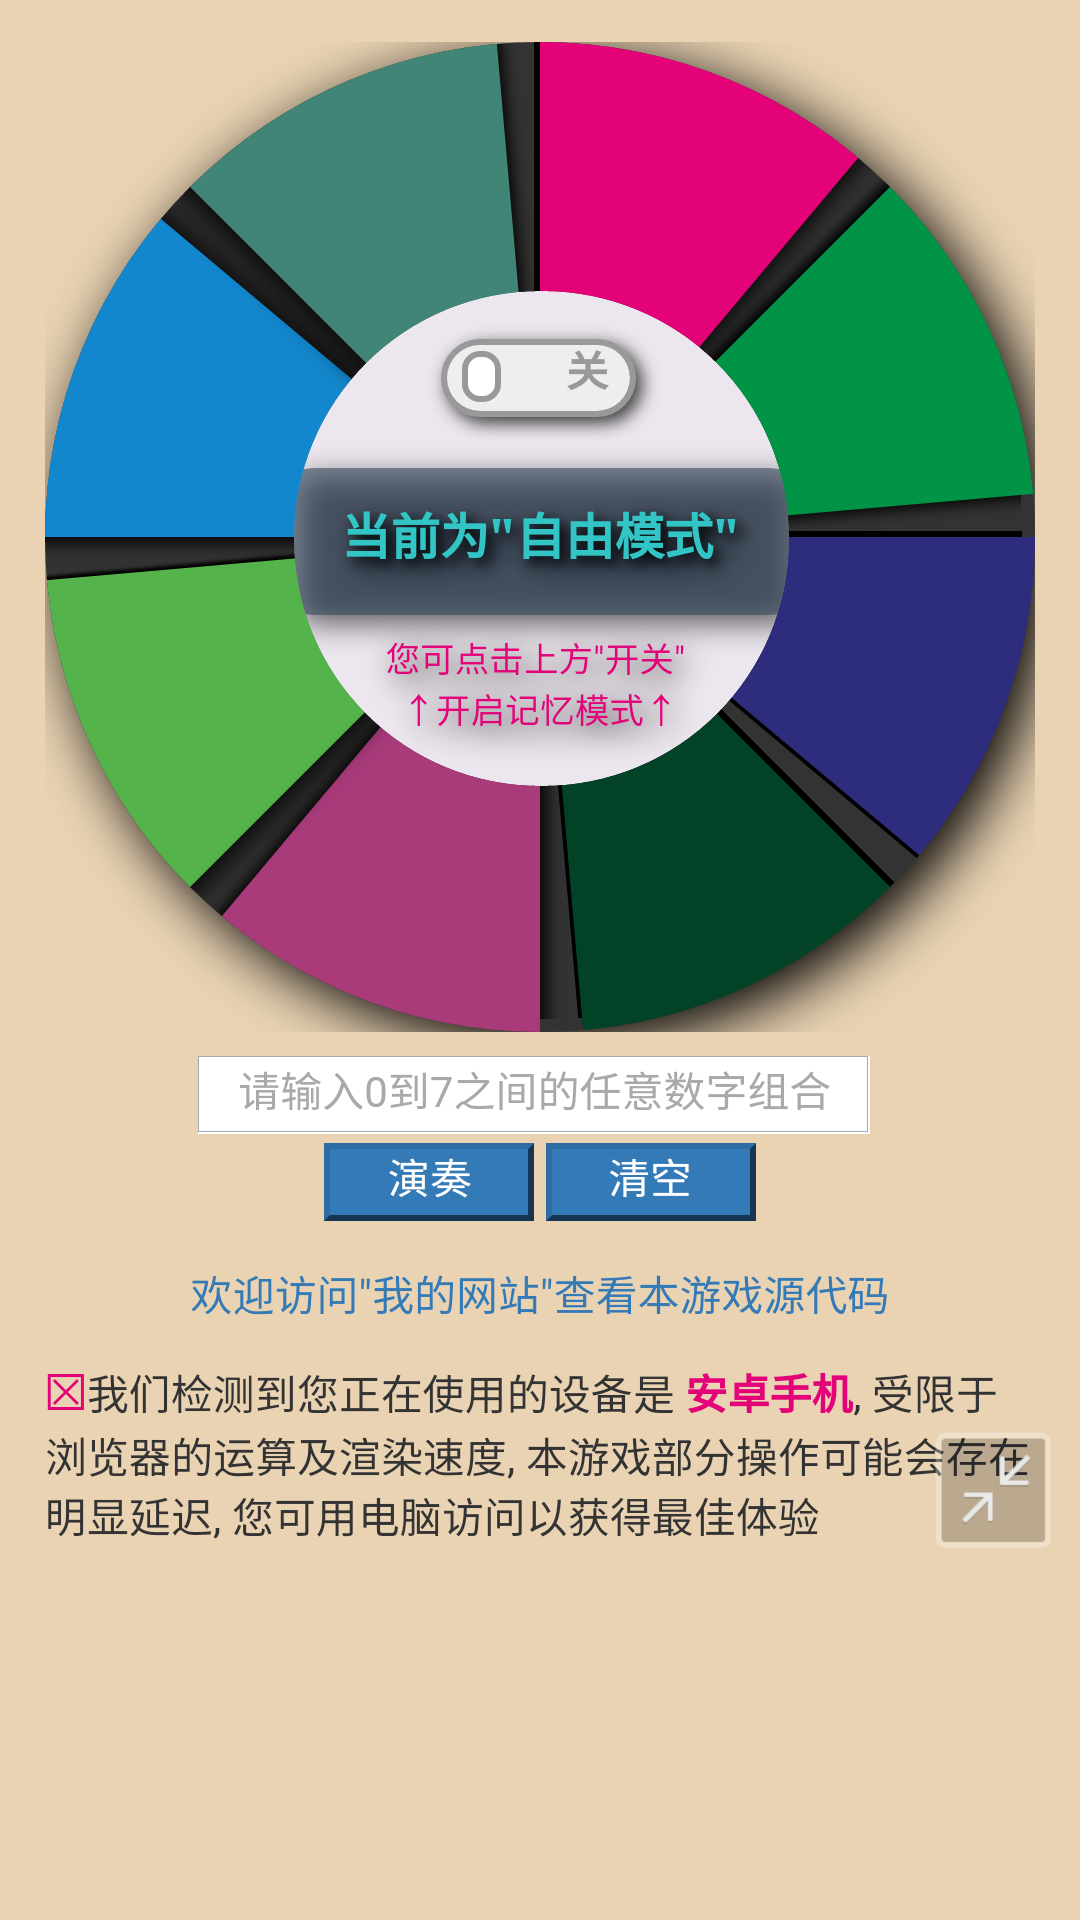 关
当前为"自由模式"
您可点击上方"开关"
↑开启记忆模式↑
请输入0到7之间的任意数字组合
演奏 清空
欢迎访问"我的网站"查看本游戏源代码
☒我们检测到您正在使用的设备是 安卓手机, 受限于
浏览器的运算及渲染速度, 本游戏部分操作可能会存在
明显延迟, 您可用电脑访问以获得最佳体验